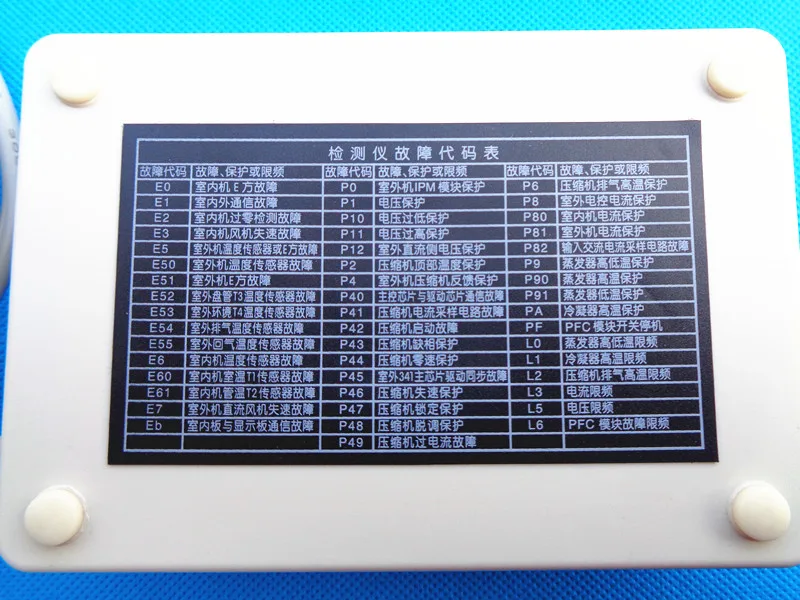 检测仪故障代码表
故障代码 故障、保护或限频 故障代码 故障、保护或限频 故障代码 故障、保护或限频
E0 室内机E方故障 P0 室外机IPM模块保护 P6 压缩机排气高温保护
E1 室内外通信故障 P1 电压保护 P8 室外电控电流保护
E2 室内机过零检测故障 P10 电压过低保护 P80 室内机电流保护
E3 室内机风机失速故障 P11 电压过高保护 P81 室外机电流保护
E5 室外机温度传感器或E方故障 P12 室外直流侧电压保护 P82 输入交流电流采样电路故障
E50 室外机温度传感器故障 P2 压缩机顶部温度保护 P9 蒸发器高低温保护
E51 室外机E方故障 P4 室外机压缩机反馈保护 P90 蒸发器高温保护
E52 室外盘管T3温度传感器故障 P40 主控芯片与驱动芯片通信故障 P91 蒸发器低温保护
E53 室外环境T4温度传感器故障 P41 压缩机电流采样电路故障 PA 冷凝器高温保护
E54 室外排气温度传感器故障 P42 压缩机启动故障 PF PFC模块开关停机
E55 室外回气温度传感器故障 P43 压缩机缺相保护 L0 蒸发器高低温限频
E6 室内机温度传感器故障 P44 压缩机零速保护 L1 冷凝器高温限频
E60 室内机室温T1传感器故障 P45 室外341主芯片驱动同步故障 L2 压缩机排气高温限频
E61 室内机管温T2传感器故障 P46 压缩机失速保护 L3 电流限频
E7 室外机直流风机失速故障 P47 压缩机锁定保护 L5 电压限频
Eb 室内板与显示板通信故障 P48 压缩机脱调保护 L6 PFC模块故障限频
P49 压缩机过电流故障